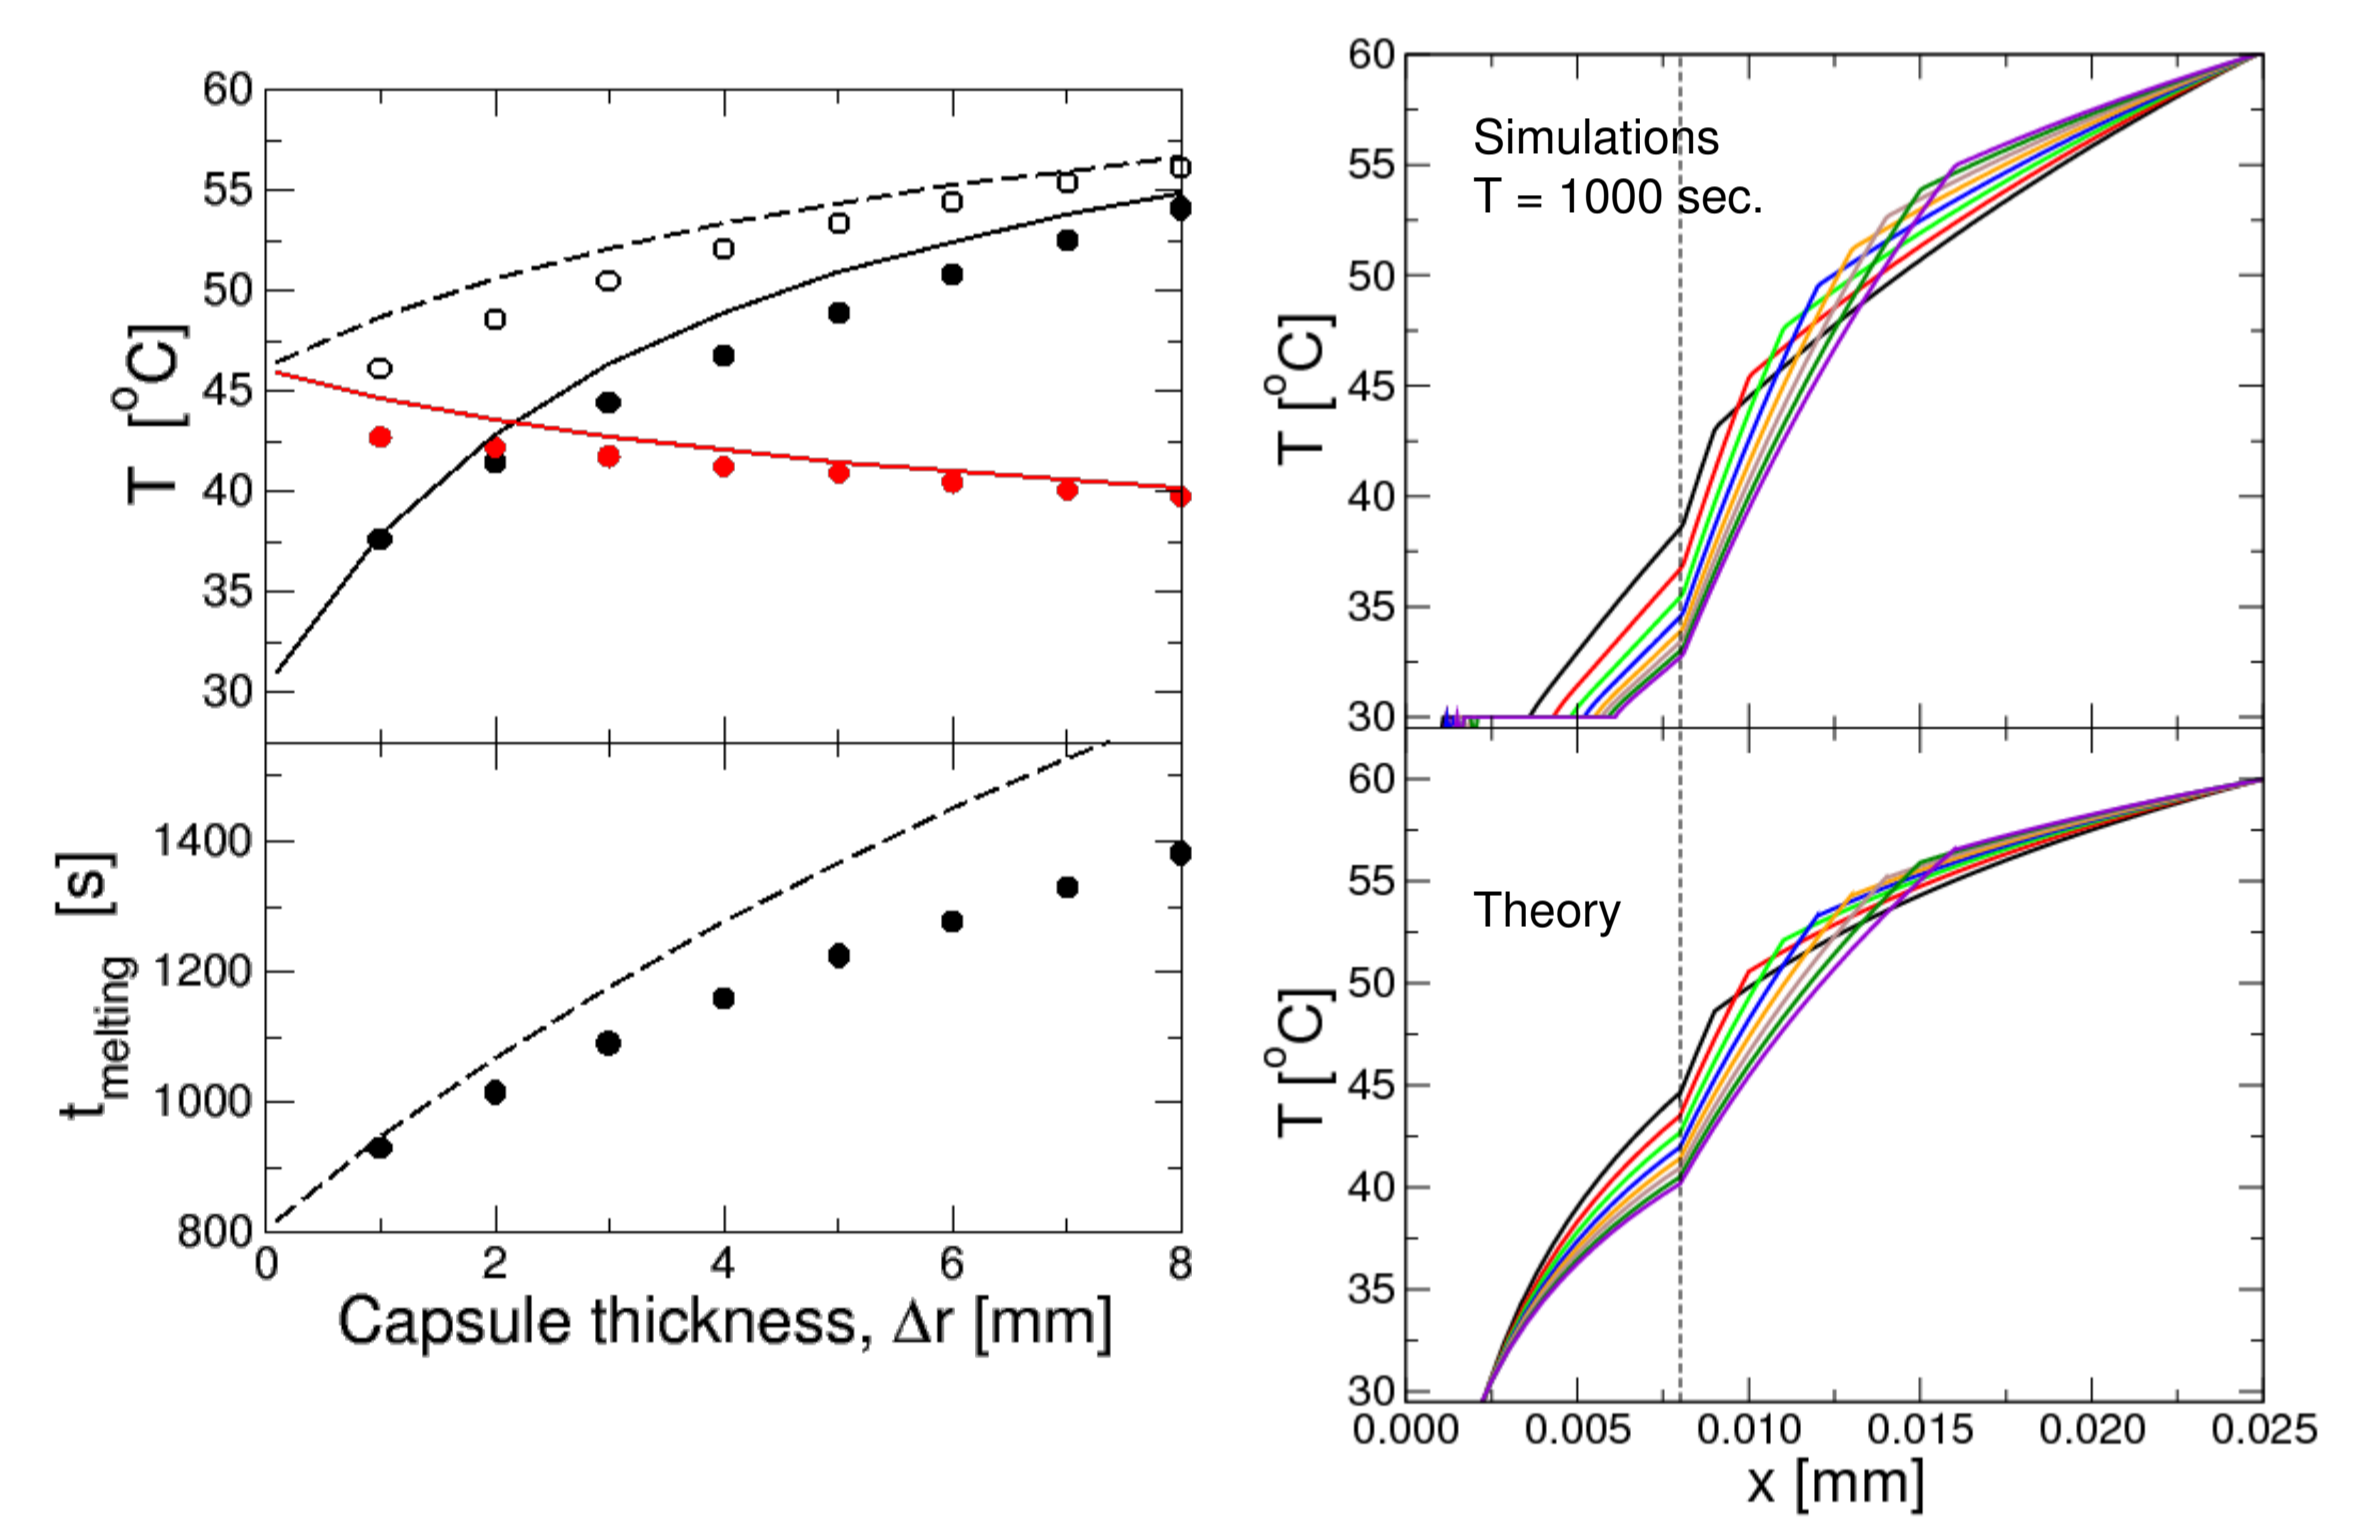 60
55
50
45
40
35
30
T [°C]
1400
1200
1000
800
t_melting [s]
0 2 4 6 8
Capsule thickness, Δr [mm]
60
55
50
45
40
35
30
T [°C]
Simulations
T = 1000 sec.
60
55
50
45
40
35
30
T [°C]
Theory
0.000 0.005 0.010 0.015 0.020 0.025
x [mm]